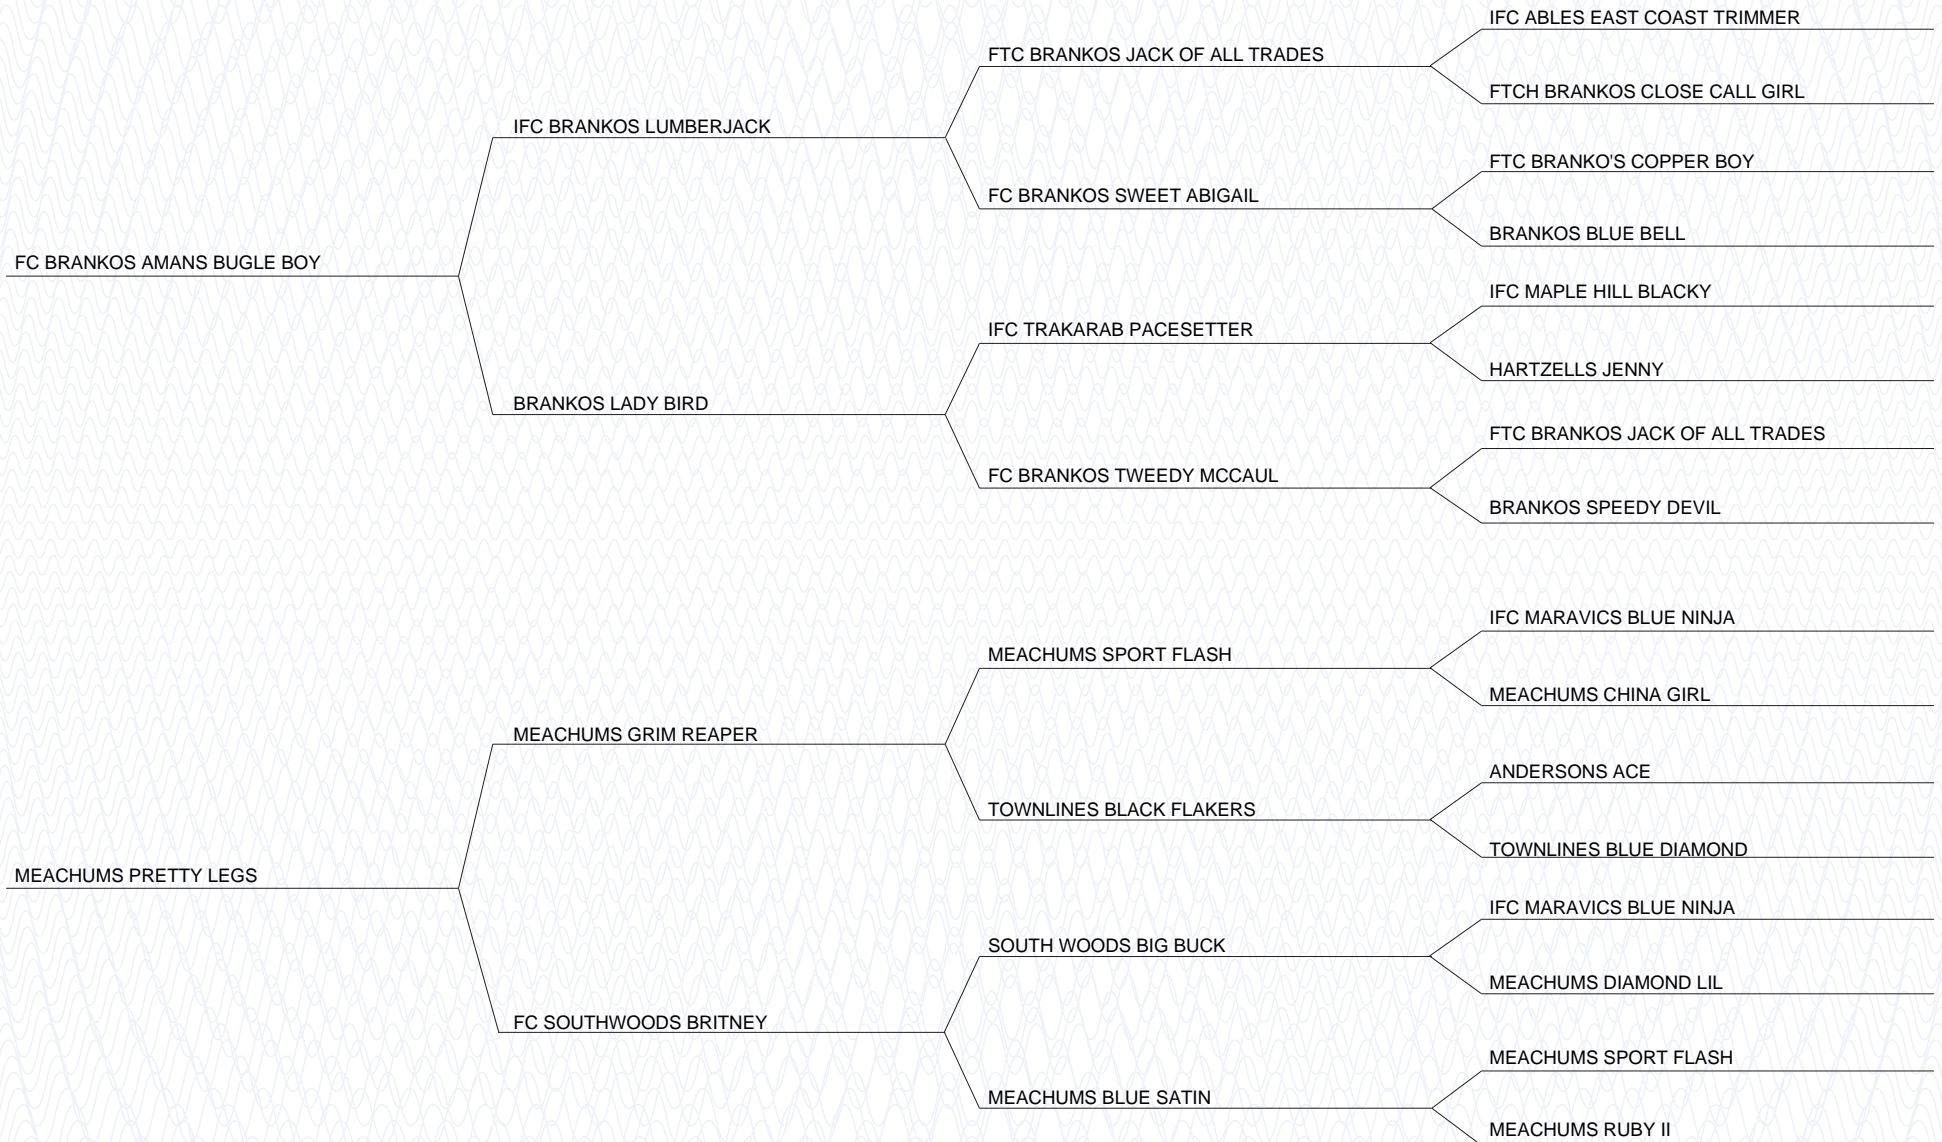 IFC ABLES EAST COAST TRIMMER
FTC BRANKOS JACK OF ALL TRADES
FTCH BRANKOS CLOSE CALL GIRL
IFC BRANKOS LUMBERJACK
FTC BRANKO'S COPPER BOY
FC BRANKOS SWEET ABIGAIL
BRANKOS BLUE BELL
FC BRANKOS AMANS BUGLE BOY
IFC MAPLE HILL BLACKY
IFC TRAKARAB PACESETTER
HARTZELLS JENNY
BRANKOS LADY BIRD
FTC BRANKOS JACK OF ALL TRADES
FC BRANKOS TWEEDY MCCAUL
BRANKOS SPEEDY DEVIL
IFC MARAVICS BLUE NINJA
MEACHUMS SPORT FLASH
MEACHUMS CHINA GIRL
MEACHUMS GRIM REAPER
ANDERSONS ACE
TOWNLINES BLACK FLAKERS
TOWNLINES BLUE DIAMOND
MEACHUMS PRETTY LEGS
IFC MARAVICS BLUE NINJA
SOUTH WOODS BIG BUCK
MEACHUMS DIAMOND LIL
FC SOUTHWOODS BRITNEY
MEACHUMS SPORT FLASH
MEACHUMS BLUE SATIN
MEACHUMS RUBY II